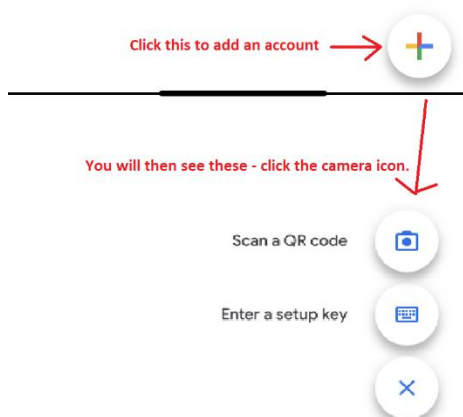 Click this to add an account
You will then see these - click the camera icon.
Scan a QR code
Enter a setup key